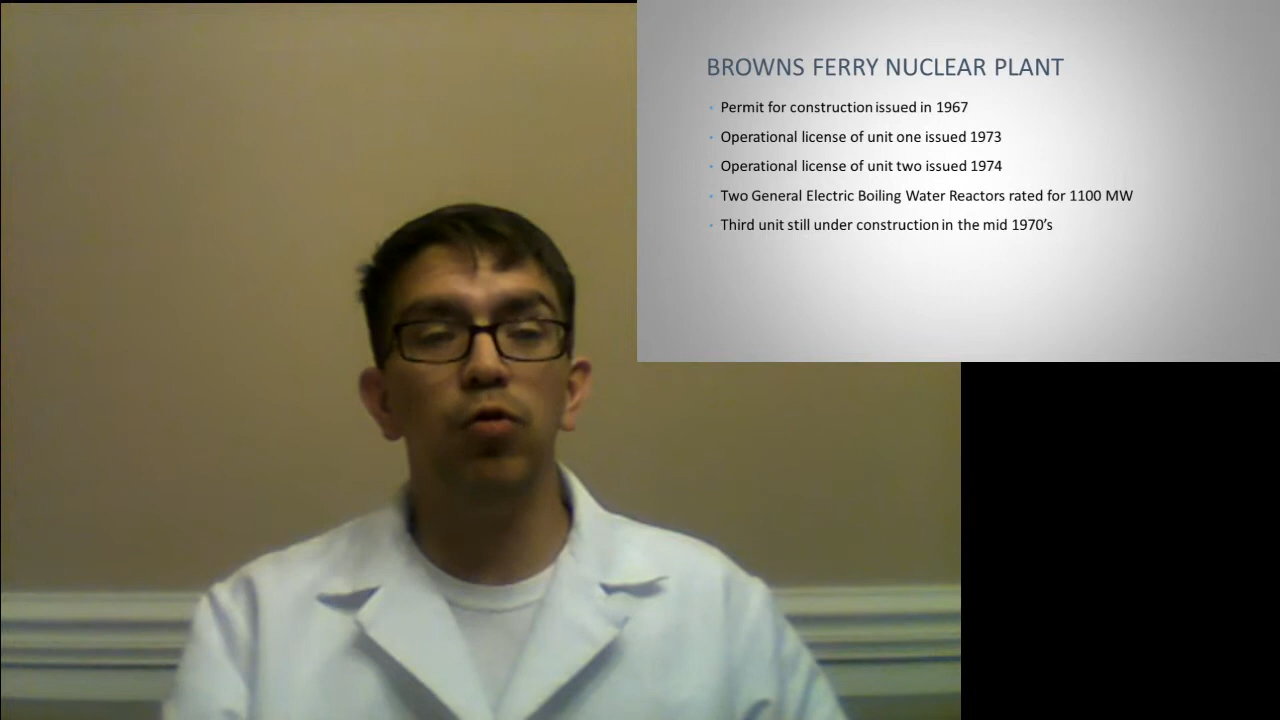 BROWNS FERRY NUCLEAR PLANT
Permit for construction issued in 1967
Operational license of unit one issued 1973
Operational license of unit two issued 1974
Two General Electric Boiling Water Reactors rated for 1100 MW
Third unit still under construction in the mid 1970's